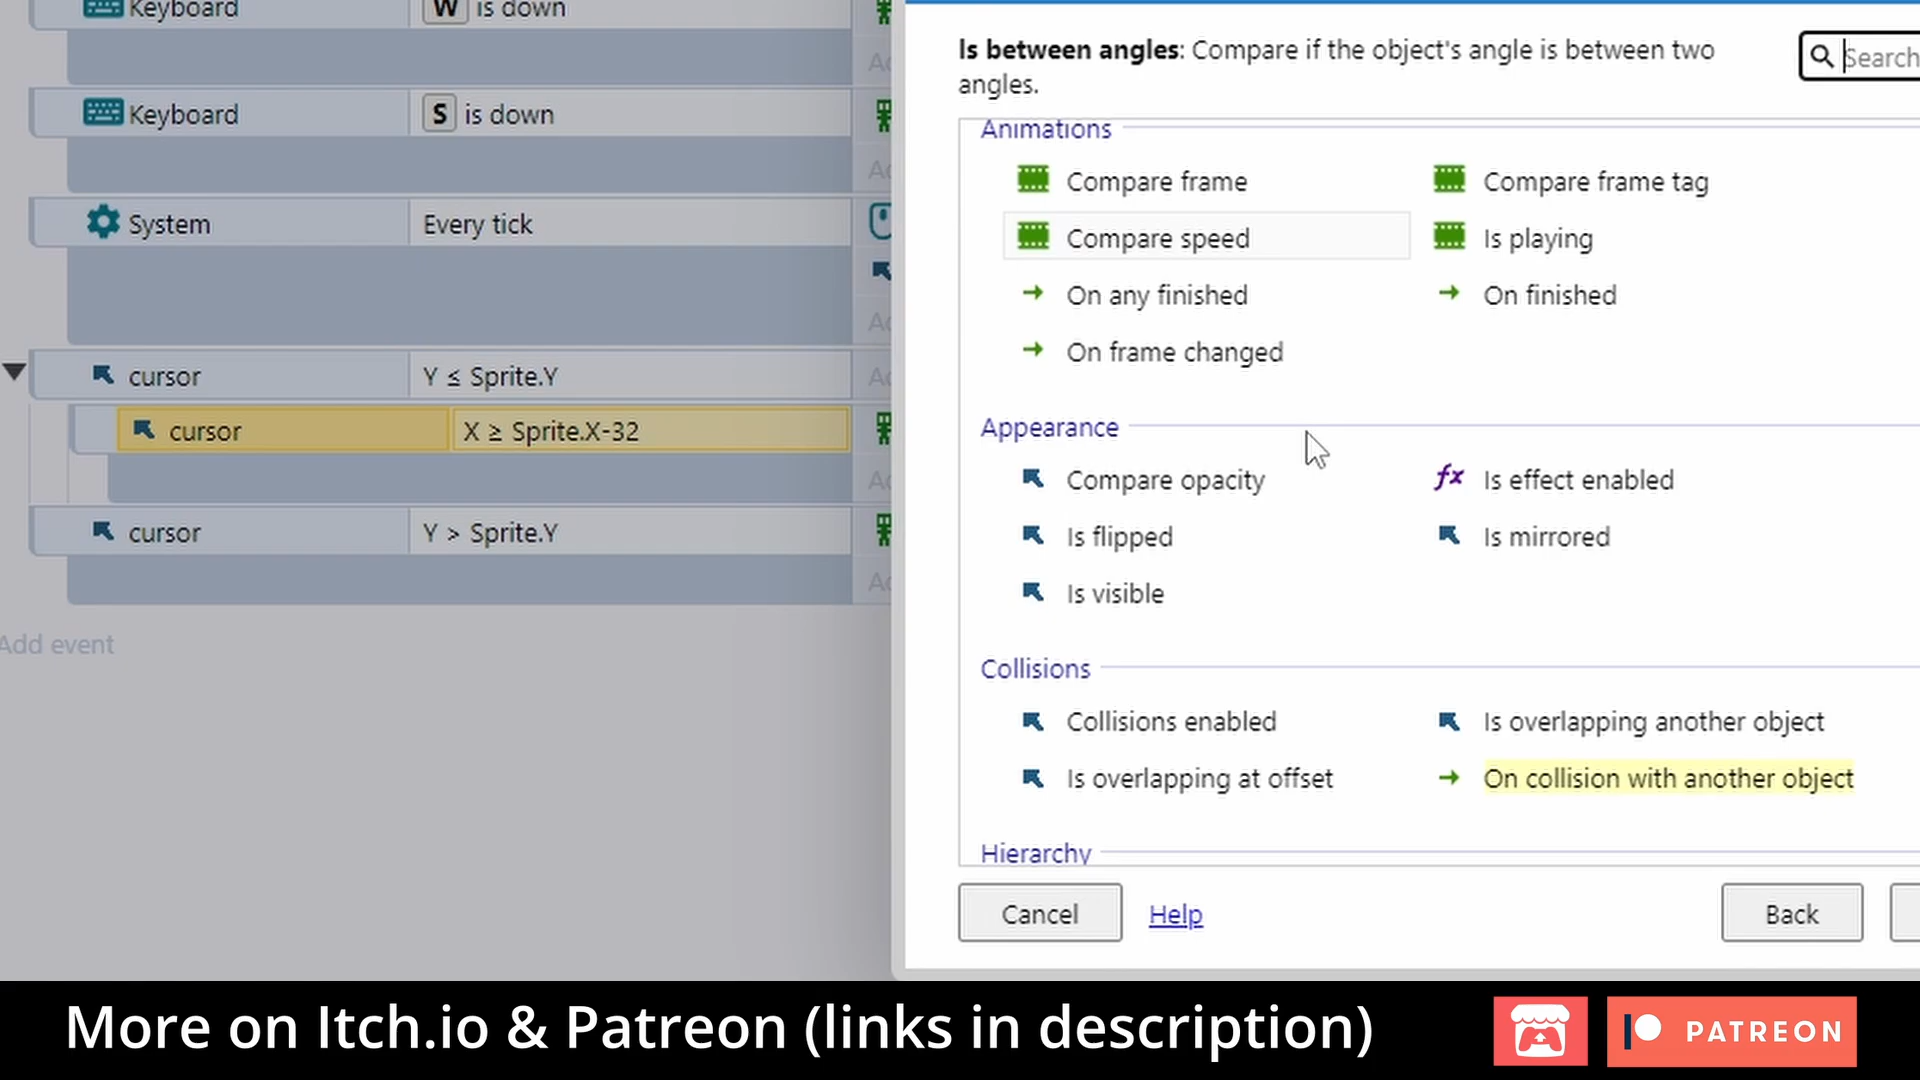 Keyboard W is down
Keyboard S is down
System Every tick
cursor Y ≤ Sprite.Y
cursor X ≥ Sprite.X-32
cursor Y > Sprite.Y
Add event
Is between angles: Compare if the object's angle is between two
angles.
Search
Animations
Compare frame Compare frame tag
Compare speed Is playing
On any finished On finished
On frame changed
Appearance
Compare opacity fx Is effect enabled
Is flipped Is mirrored
Is visible
Collisions
Collisions enabled Is overlapping another object
Is overlapping at offset On collision with another object
Hierarchy
Cancel Help Back
More on Itch.io & Patreon (links in description)
PATREON